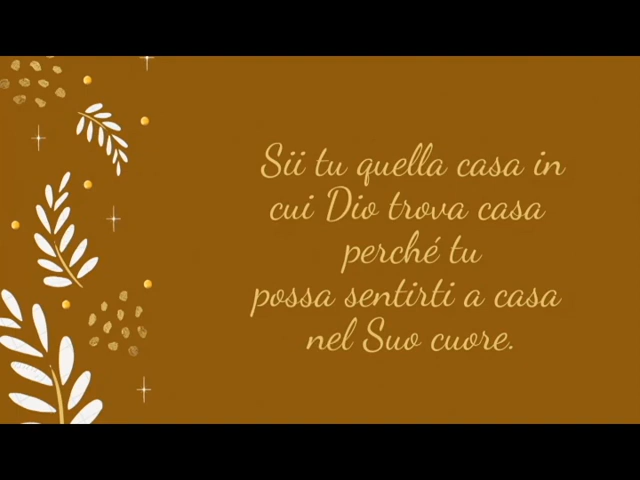 Sii tu quella casa in
cui Dio trova casa
perché tu
possa sentirti a casa
nel Suo cuore.